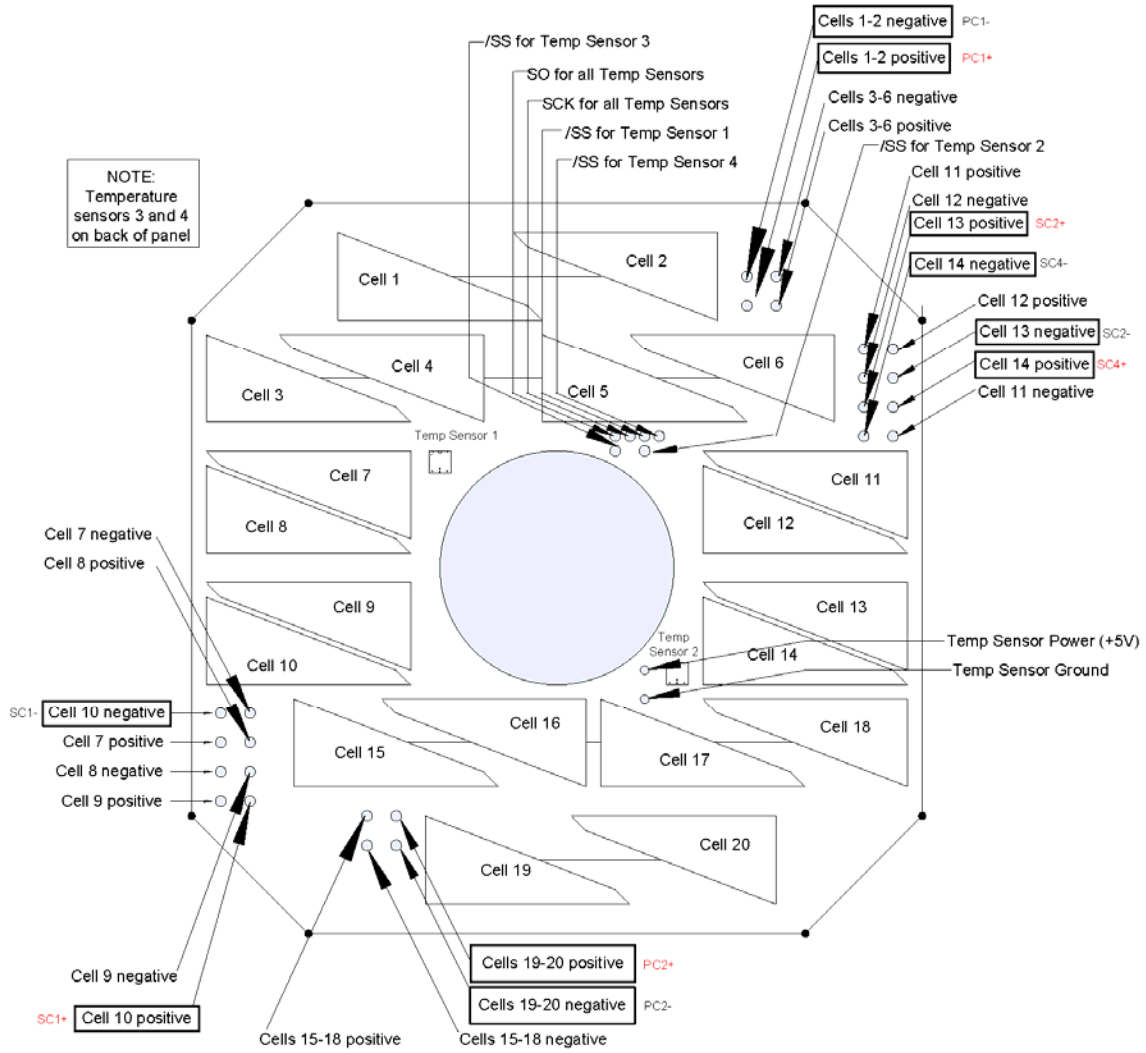 Cells 1-2 negative PC1-
/SS for Temp Sensor 3
Cells 1-2 positive PC1+
SO for all Temp Sensors
Cells 3-6 negative
SCK for all Temp Sensors
Cells 3-6 positive
/SS for Temp Sensor 1
/SS for Temp Sensor 2
/SS for Temp Sensor 4
NOTE:
Temperature
sensors 3 and 4
on back of panel
Cell 11 positive
Cell 12 negative
Cell 13 positive SC2+
Cell 14 negative SC4-
Cell 1
Cell 2
Cell 12 positive
Cell 13 negative SC2-
Cell 14 positive SC4+
Cell 11 negative
Cell 4
Cell 6
Cell 3
Cell 5
Temp Sensor 1
Cell 7
Cell 11
Cell 8
Cell 12
Cell 7 negative
Cell 8 positive
Cell 9
Cell 13
Temp
Sensor 2
Temp Sensor Power (+5V)
Cell 10
Cell 14
Temp Sensor Ground
SC1- Cell 10 negative
Cell 7 positive
Cell 8 negative
Cell 9 positive
Cell 16
Cell 18
Cell 15
Cell 17
Cell 20
Cell 19
Cell 9 negative
SC1+ Cell 10 positive
Cells 19-20 positive PC2+
Cells 19-20 negative PC2-
Cells 15-18 positive
Cells 15-18 negative